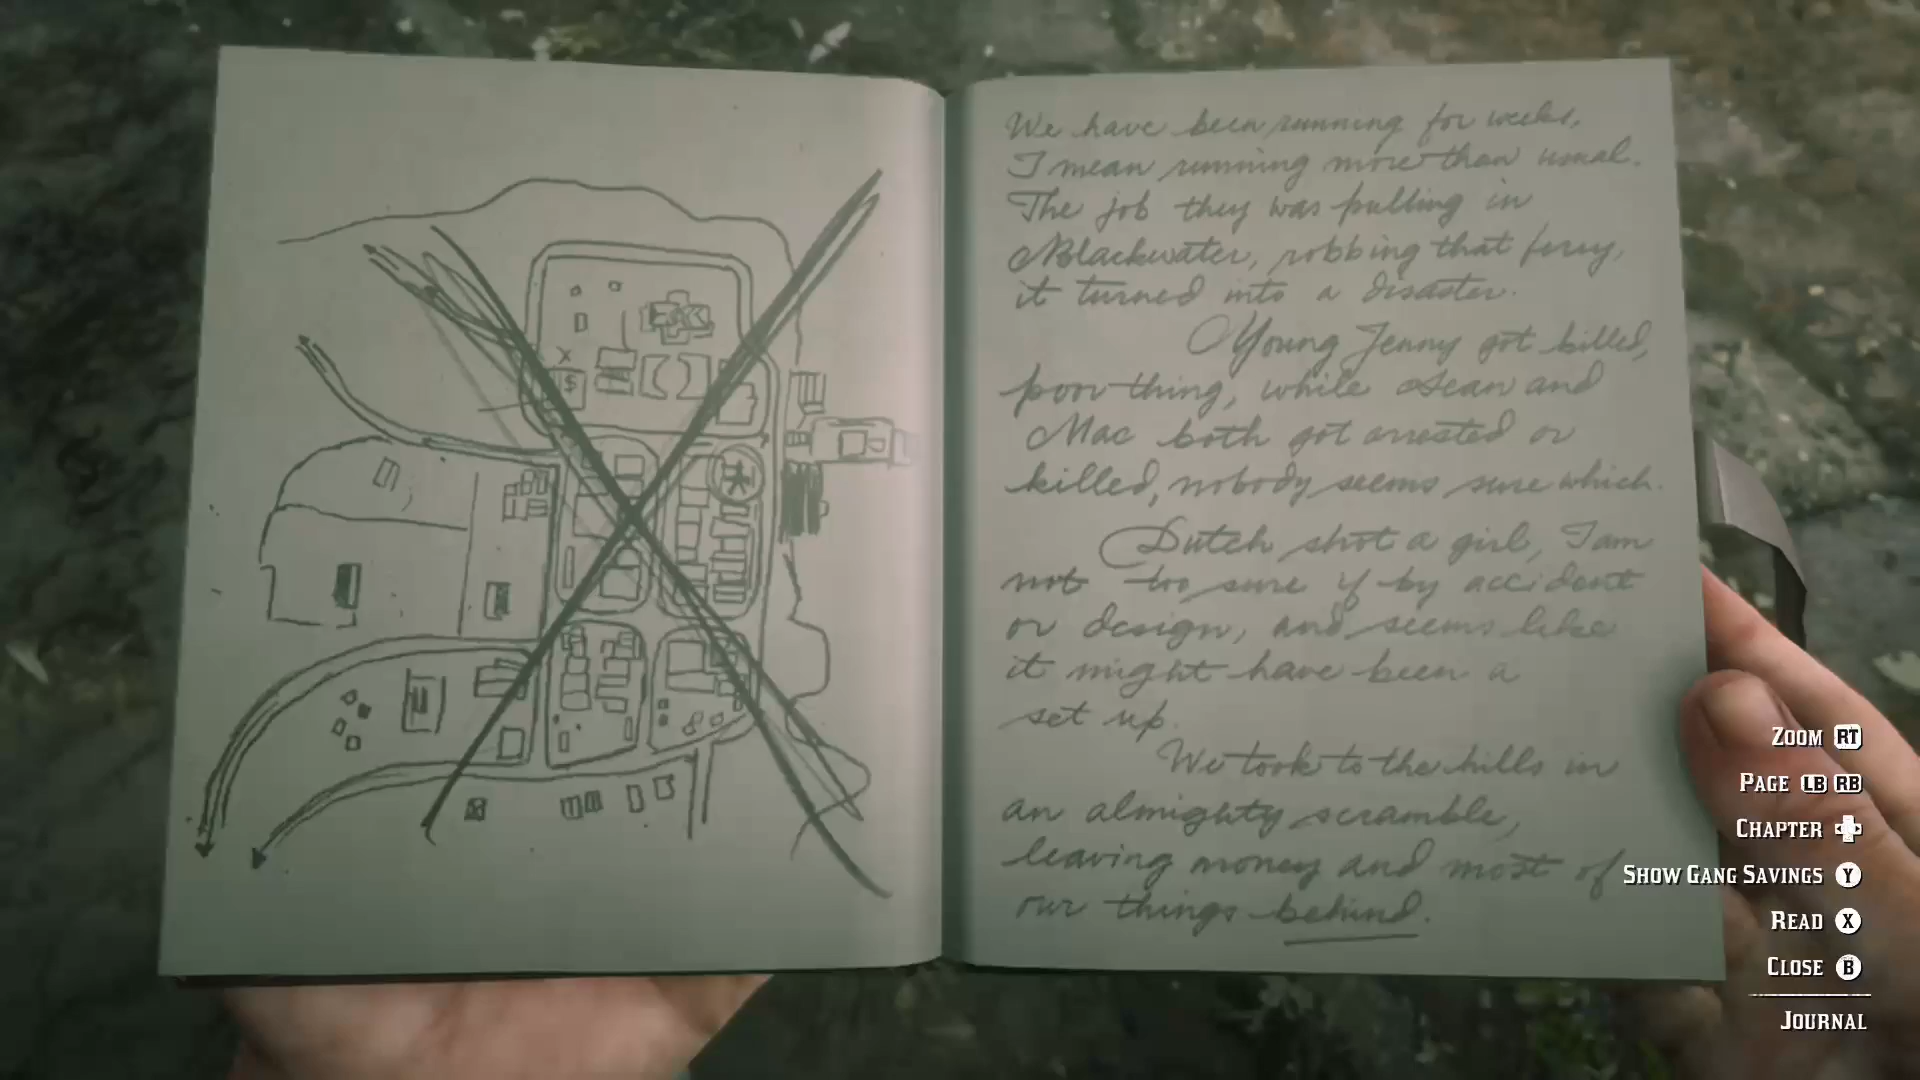 We have been running for weeks,
I mean running more than usual.
The job they was pulling in
Blackwater, robbing that ferry,
it turned into a disaster.
Young Jenny got killed,
poor thing, while Sean and
Mac both got arrested or
killed, nobody seems sure which.
Dutch shot a girl, I am
not too sure if by accident
or design, and seems like
it might have been a
set up.
We took to the hills in
an almighty scramble,
leaving money and most of
our things behind.
X
$
ZOOM RT
PAGE LB RB
CHAPTER
SHOW GANG SAVINGS Y
READ X
CLOSE B
JOURNAL